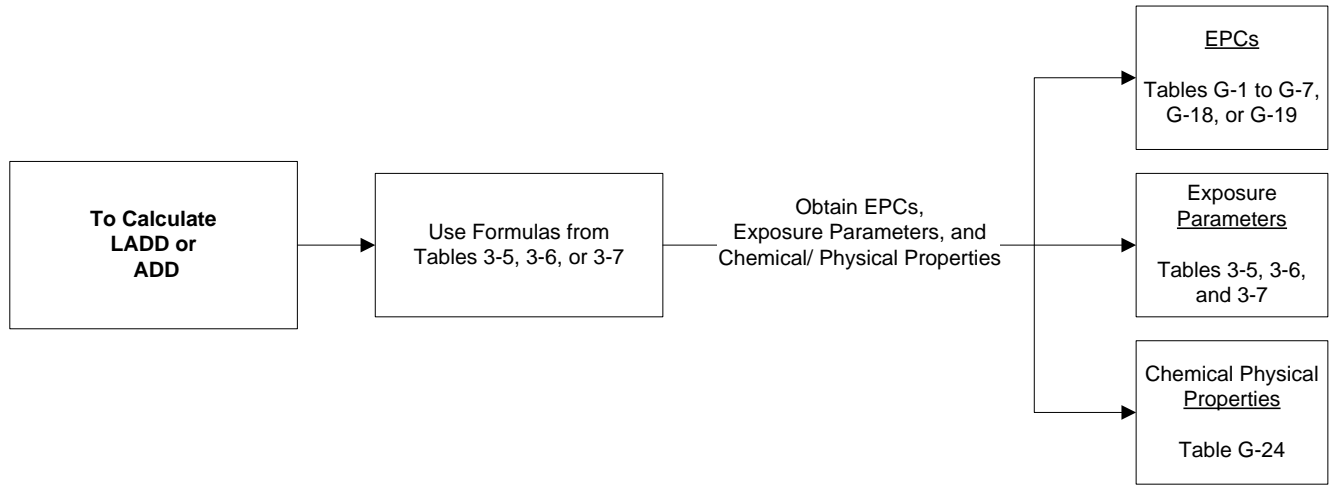 To Calculate
LADD or
ADD
Use Formulas from
Tables 3-5, 3-6, or 3-7
Obtain EPCs,
Exposure Parameters, and
Chemical/ Physical Properties
EPCs
Tables G-1 to G-7,
G-18, or G-19
Exposure
Parameters
Tables 3-5, 3-6,
and 3-7
Chemical Physical
Properties
Table G-24